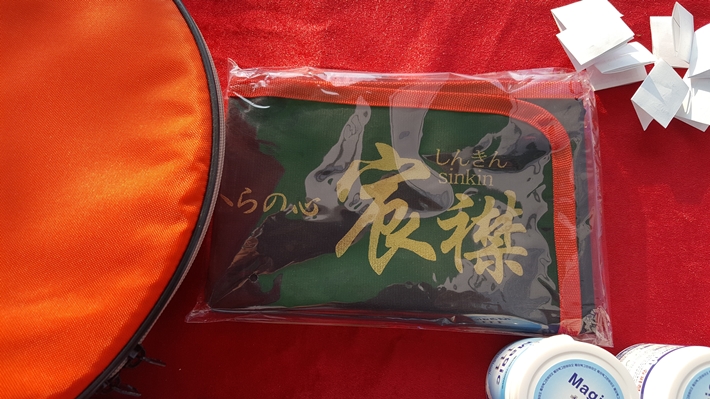 しんきん
sinkin
宸襟
らの心
Magi